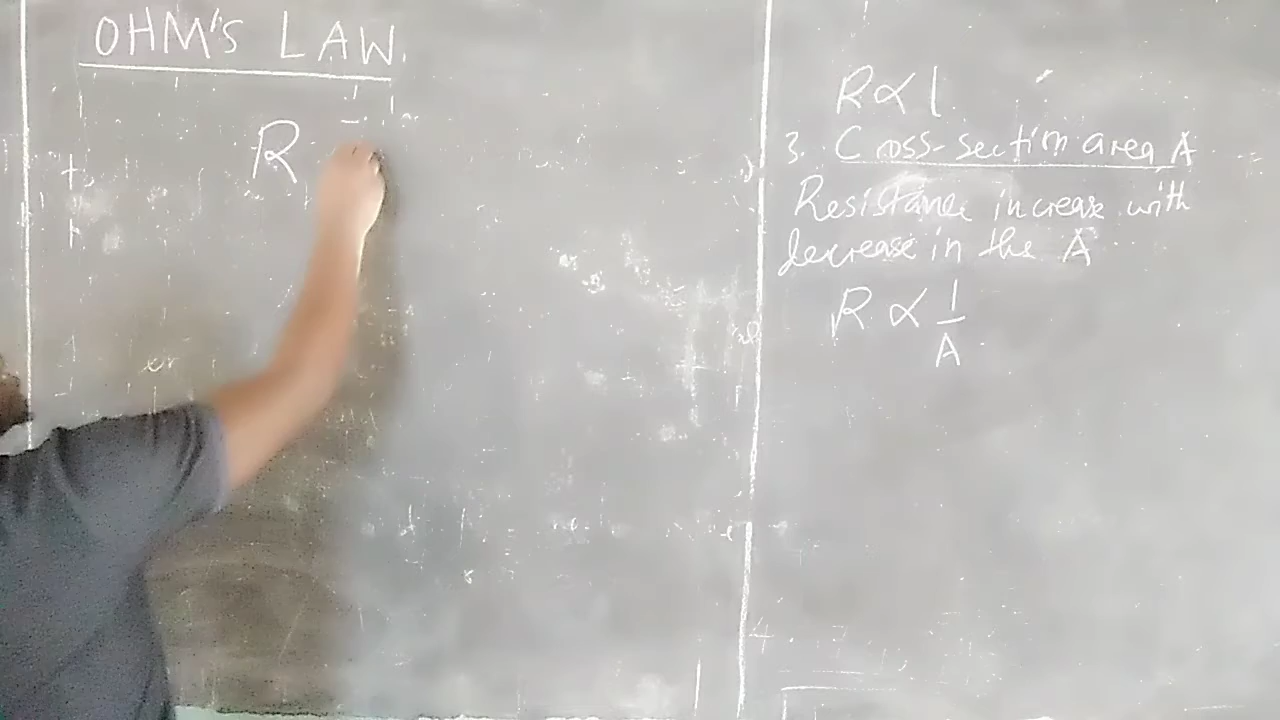 OHM'S LAW
R
R ∝ l
3. Cross-section area A
Resistance increase with
decrease in the A
R ∝ 1
A